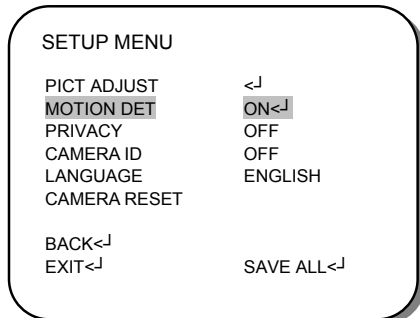 SETUP MENU
PICT ADJUST <┘
MOTION DET ON<┘
PRIVACY OFF
CAMERA ID OFF
LANGUAGE ENGLISH
CAMERA RESET
BACK<┘
EXIT<┘ SAVE ALL<┘